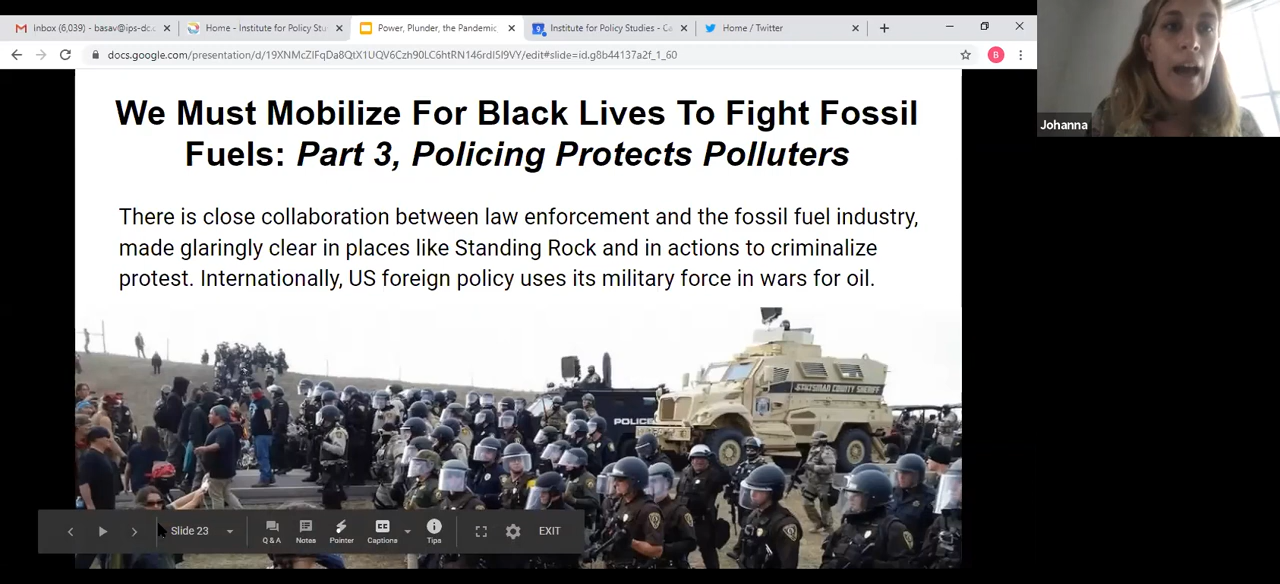 Inbox (6,039) - basav@ips-dc.
Home - Institute for Policy Stu
Power, Plunder, the Pandemic,
Institute for Policy Studies - Ca
Home / Twitter
docs.google.com/presentation/d/19XNMcZIFqDa8QtX1UQV6Czh90LC6htRN146rdI5I9VY/edit#slide=id.g8b44137a2f_1_60
B
Johanna
We Must Mobilize For Black Lives To Fight Fossil
Fuels: Part 3, Policing Protects Polluters
There is close collaboration between law enforcement and the fossil fuel industry,
made glaringly clear in places like Standing Rock and in actions to criminalize
protest. Internationally, US foreign policy uses its military force in wars for oil.
STUTSMAN COUNTY SHERIFF
POLICE
Slide 23
Q & A
Notes
Pointer
Captions
Tips
EXIT